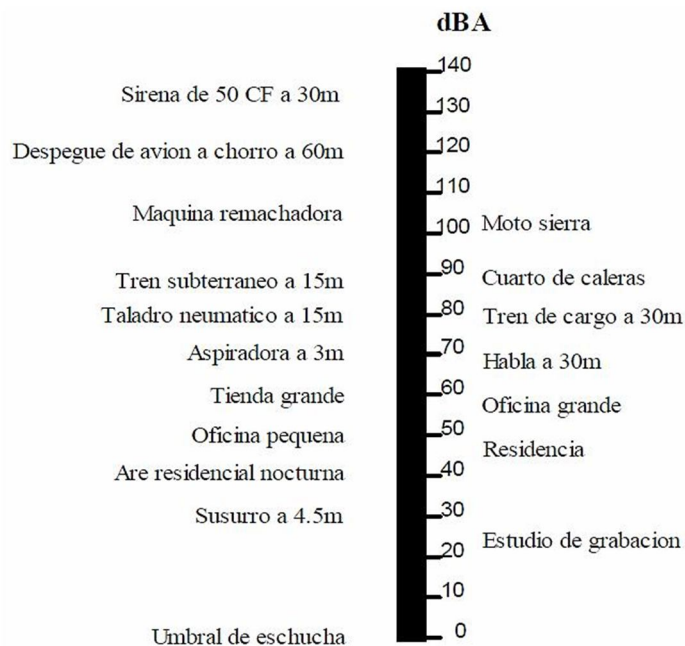 dBA
140
Sirena de 50 CF a 30m
130
Despegue de avion a chorro a 60m
120
110
Maquina remachadora
100
Moto sierra
90
Tren subterraneo a 15m
Cuarto de caleras
Taladro neumatico a 15m
80
Tren de cargo a 30m
Aspiradora a 3m
70
Habla a 30m
Tienda grande
60
Oficina grande
Oficina pequena
50
Residencia
Are residencial nocturna
40
Susurro a 4.5m
30
Estudio de grabacion
20
10
Umbral de eschucha
0